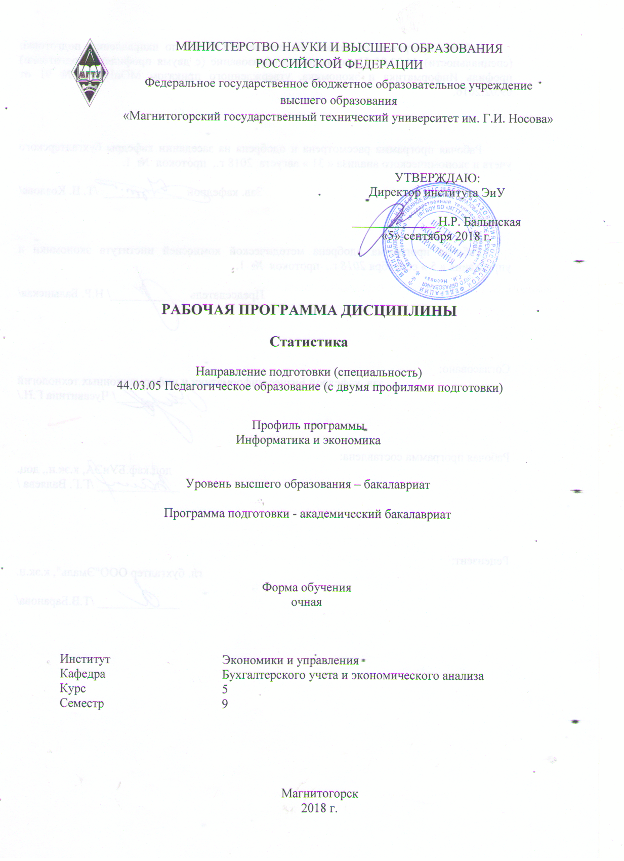 МИНИСТЕРСТВО НАУКИ И ВЫСШЕГО ОБРАЗОВАНИЯ
РОССИЙСКОЙ ФЕДЕРАЦИИ
Федеральное государственное бюджетное образовательное учреждение
высшего образования
«Магнитогорский государственный технический университет им. Г.И. Носова»
МГТУ
УТВЕРЖДАЮ:
Директор института ЭиУ
Н.Р. Балынская
«5» сентября 2018 г.
РАБОЧАЯ ПРОГРАММА ДИСЦИПЛИНЫ
Статистика
Направление подготовки (специальность)
44.03.05 Педагогическое образование (с двумя профилями подготовки)
Профиль программы
Информатика и экономика
Уровень высшего образования – бакалавриат
Программа подготовки - академический бакалавриат
Форма обучения
очная
Институт Экономики и управления
Кафедра Бухгалтерского учета и экономического анализа
Курс 5
Семестр 9
Магнитогорск
2018 г.